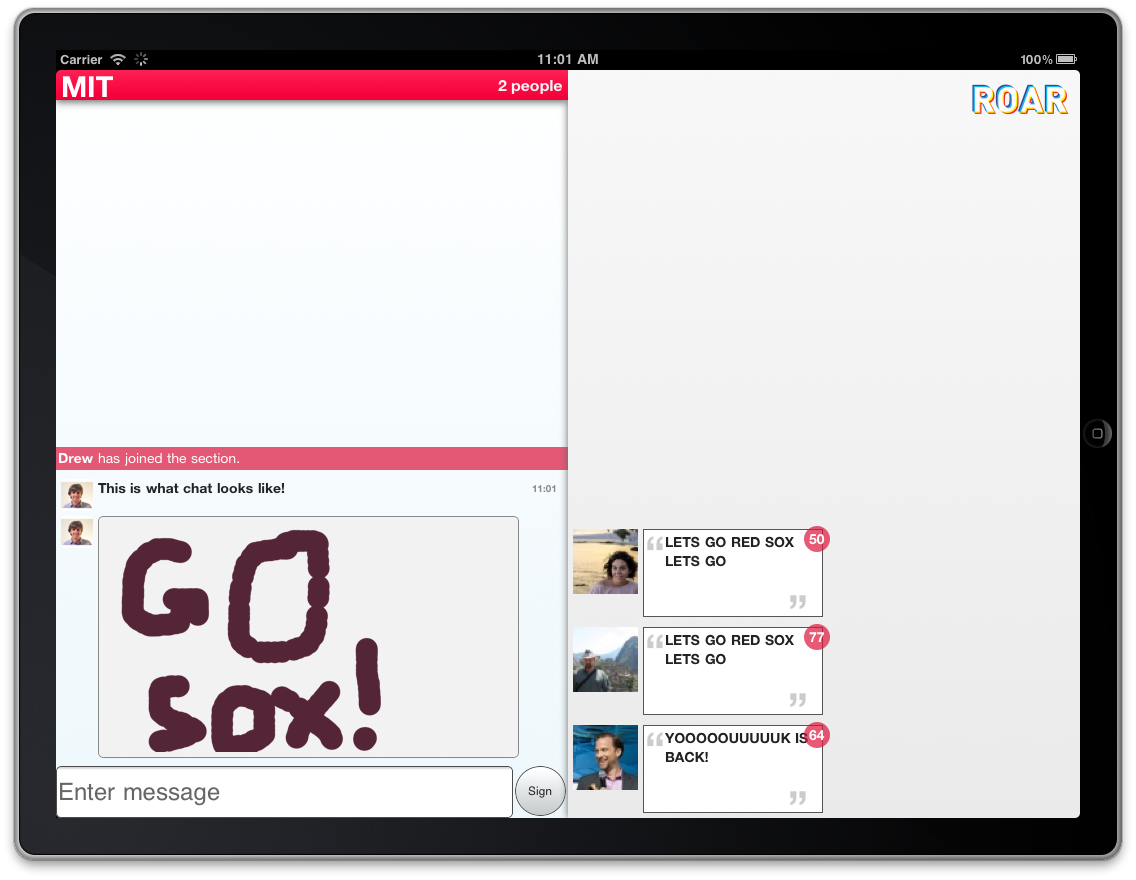 Carrier 11:01 AM 100%
MIT 2 people
ROAR
Drew has joined the section.
This is what chat looks like! 11:01
GO
SOX!
Enter message Sign
“LETS GO RED SOX 50
LETS GO
”
“LETS GO RED SOX 77
LETS GO
”
“YOOOOOUUUUUK IS 64
BACK!
”